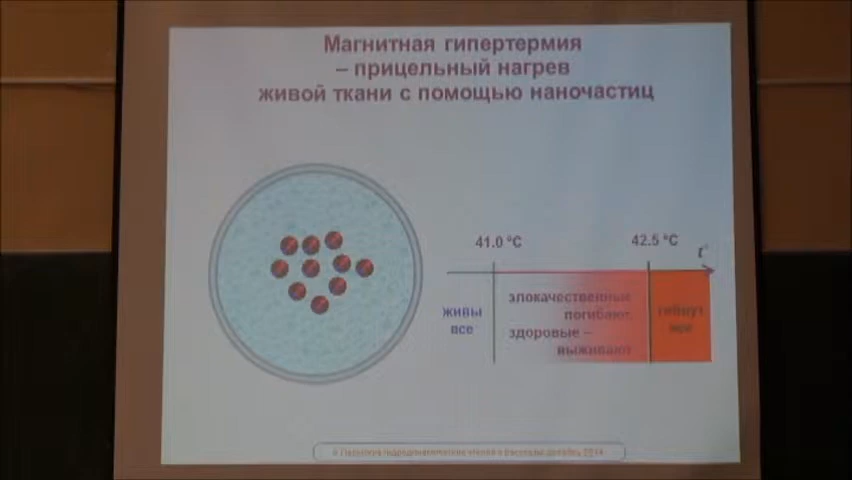 Магнитная гипертермия
– прицельный нагрев
живой ткани с помощью наночастиц
41.0 °C
42.5 °C
t°
живы
все
злокачественные
погибают,
здоровые –
выживают
гибнут
все